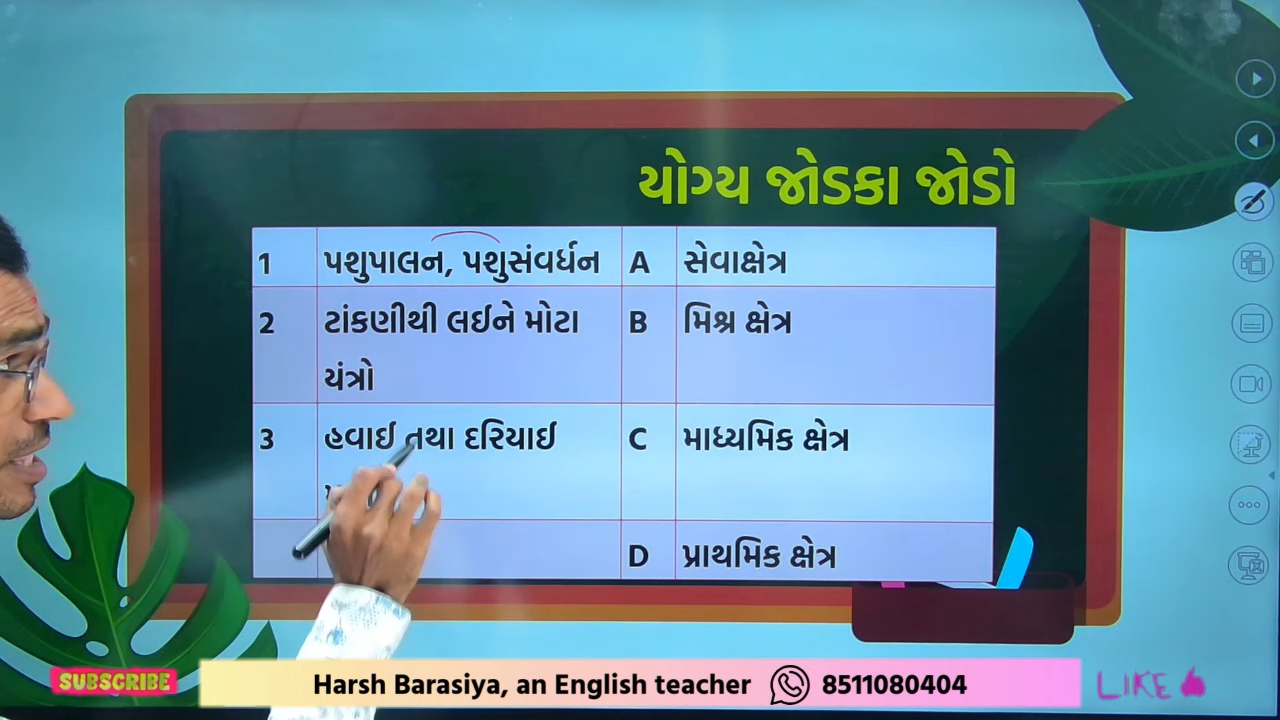 યોગ્ય જોડકા જોડો
1 પશુપાલન, પશુસંવર્ધન A સેવાક્ષેત્ર
2 ટાંકણીથી લઈને મોટા B મિશ્ર ક્ષેત્ર
યંત્રો
3 હવાઈ તથા દરિયાઈ C માધ્યમિક ક્ષેત્ર
D પ્રાથમિક ક્ષેત્ર
SUBSCRIBE
Harsh Barasiya, an English teacher 8511080404
LIKE